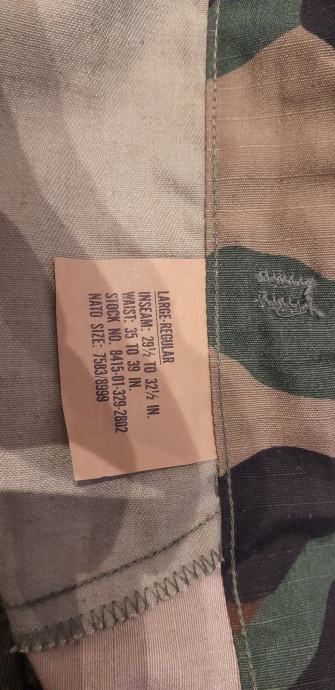 LARGE-REGULAR
INSEAM: 29½ TO 32½ IN.
WAIST: 35 TO 39 IN.
STOCK NO. 8415-01-329-2802
NATO SIZE: 7583/8999